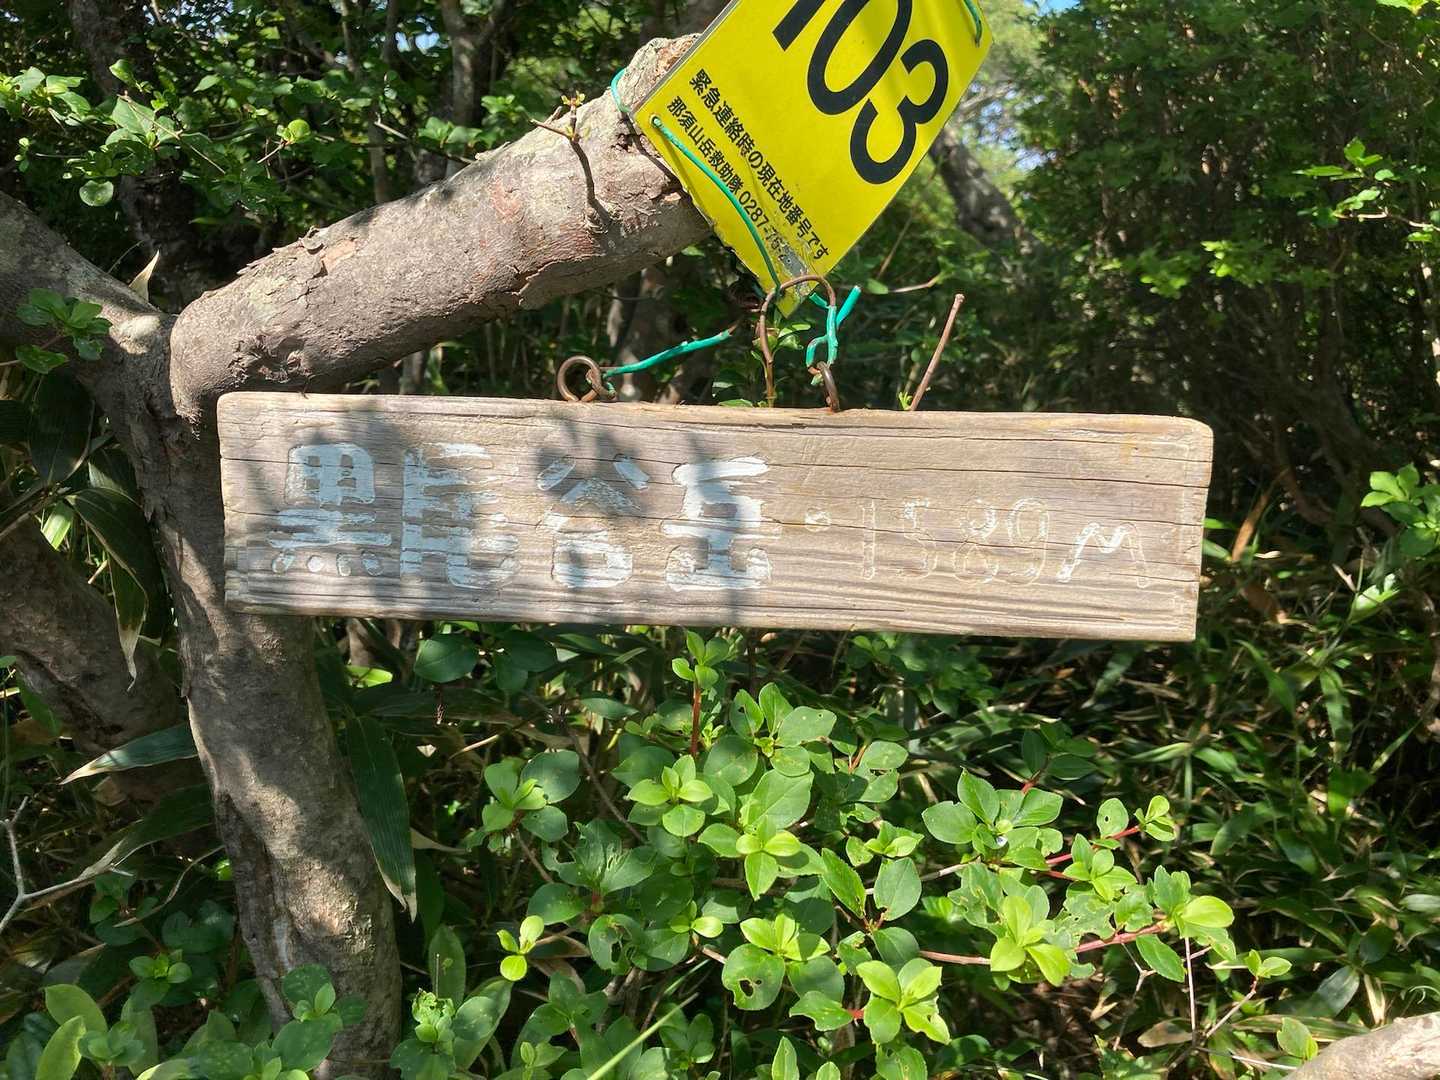 103
緊急連絡時の現在地番号です
那須山岳救助隊 0287-
黒尾谷岳・1589m